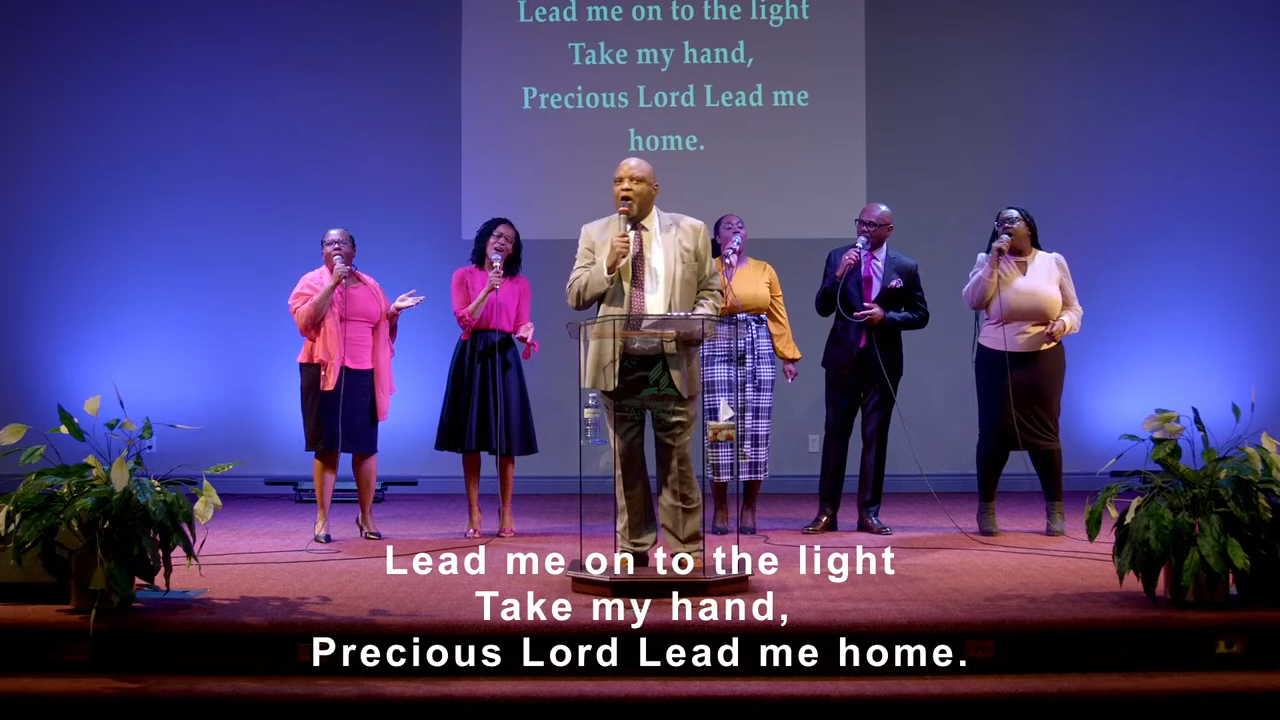 Lead me on to the light
Take my hand,
Precious Lord Lead me
home.
Lead me on to the light
Take my hand,
Precious Lord Lead me home.